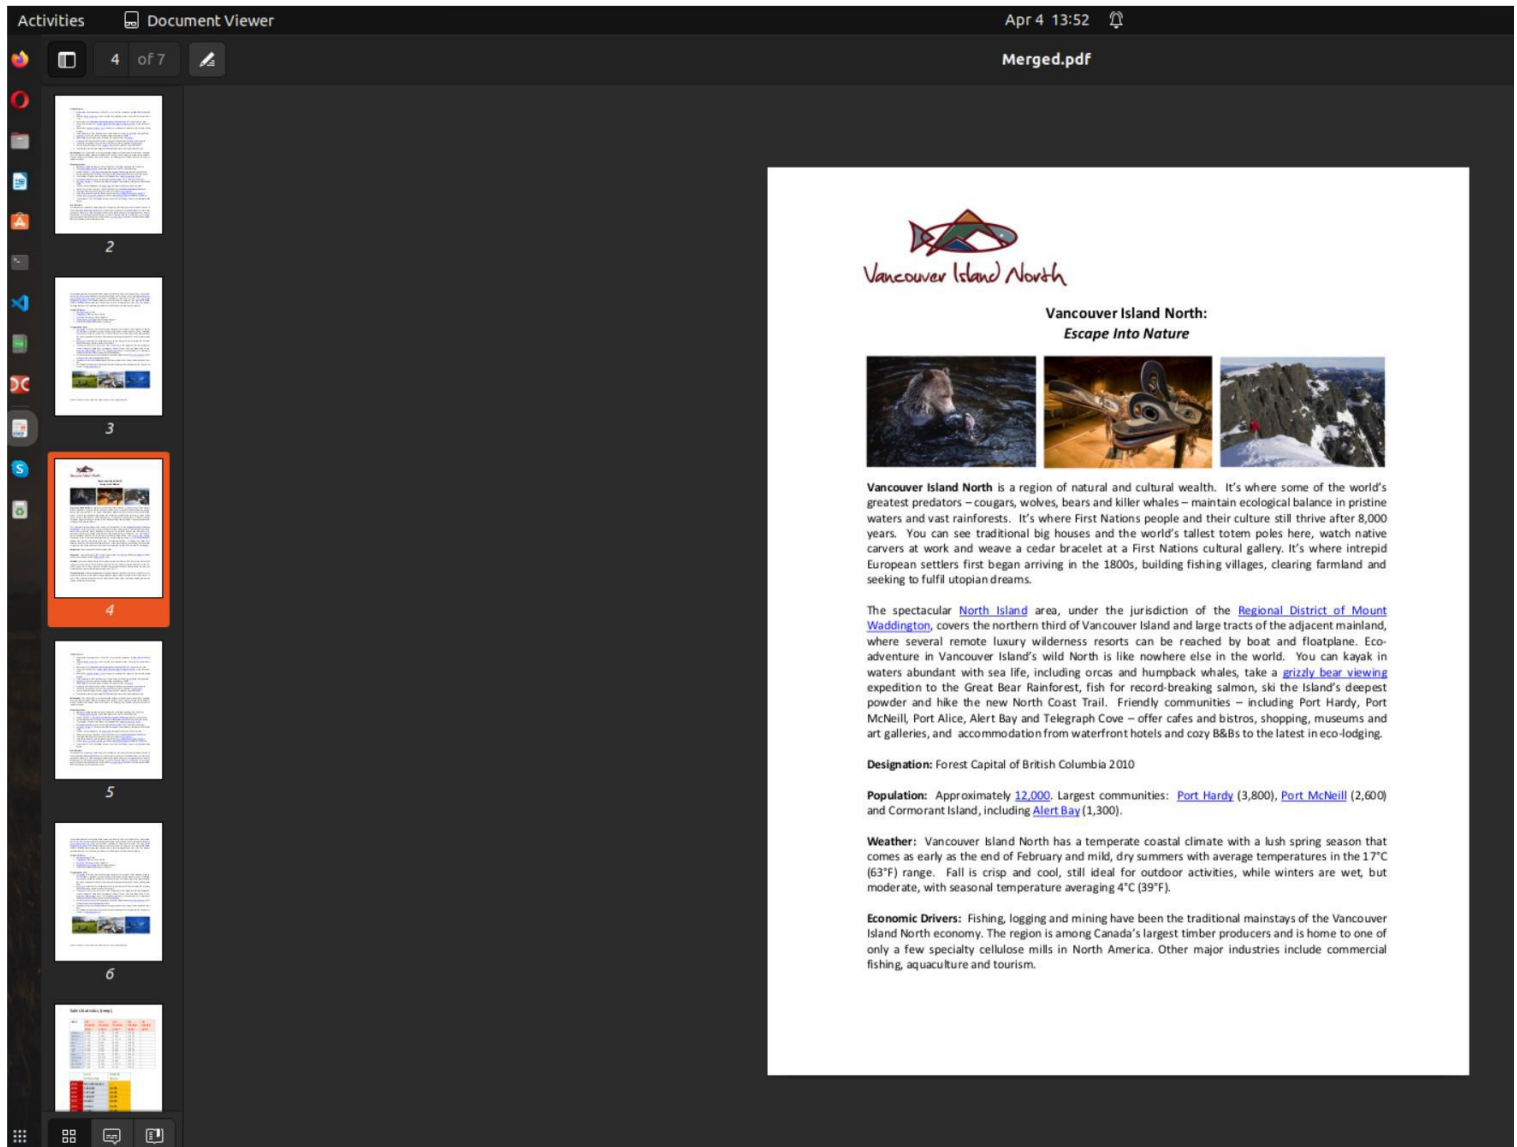 Activities
Document Viewer
Apr 4 13:52
4 of 7
Merged.pdf
2
3
4
5
6
Vancouver Island North
Vancouver Island North:
Escape Into Nature
Vancouver Island North is a region of natural and cultural wealth. It's where some of the world's
greatest predators – cougars, wolves, bears and killer whales – maintain ecological balance in pristine
waters and vast rainforests. It's where First Nations people and their culture still thrive after 8,000
years. You can see traditional big houses and the world's tallest totem poles here, watch native
carvers at work and weave a cedar bracelet at a First Nations cultural gallery. It's where intrepid
European settlers first began arriving in the 1800s, building fishing villages, clearing farmland and
seeking to fulfil utopian dreams.
The spectacular North Island area, under the jurisdiction of the Regional District of Mount
Waddington, covers the northern third of Vancouver Island and large tracts of the adjacent mainland,
where several remote luxury wilderness resorts can be reached by boat and floatplane. Eco-
adventure in Vancouver Island's wild North is like nowhere else in the world. You can kayak in
waters abundant with sea life, including orcas and humpback whales, take a grizzly bear viewing
expedition to the Great Bear Rainforest, fish for record-breaking salmon, ski the Island's deepest
powder and hike the new North Coast Trail. Friendly communities – including Port Hardy, Port
McNeill, Port Alice, Alert Bay and Telegraph Cove – offer cafes and bistros, shopping, museums and
art galleries, and accommodation from waterfront hotels and cozy B&Bs to the latest in eco-lodging.
Designation: Forest Capital of British Columbia 2010
Population: Approximately 12,000. Largest communities: Port Hardy (3,800), Port McNeill (2,600)
and Cormorant Island, including Alert Bay (1,300).
Weather: Vancouver Island North has a temperate coastal climate with a lush spring season that
comes as early as the end of February and mild, dry summers with average temperatures in the 17°C
(63°F) range. Fall is crisp and cool, still ideal for outdoor activities, while winters are wet, but
moderate, with seasonal temperature averaging 4°C (39°F).
Economic Drivers: Fishing, logging and mining have been the traditional mainstays of the Vancouver
Island North economy. The region is among Canada's largest timber producers and is home to one of
only a few specialty cellulose mills in North America. Other major industries include commercial
fishing, aquaculture and tourism.